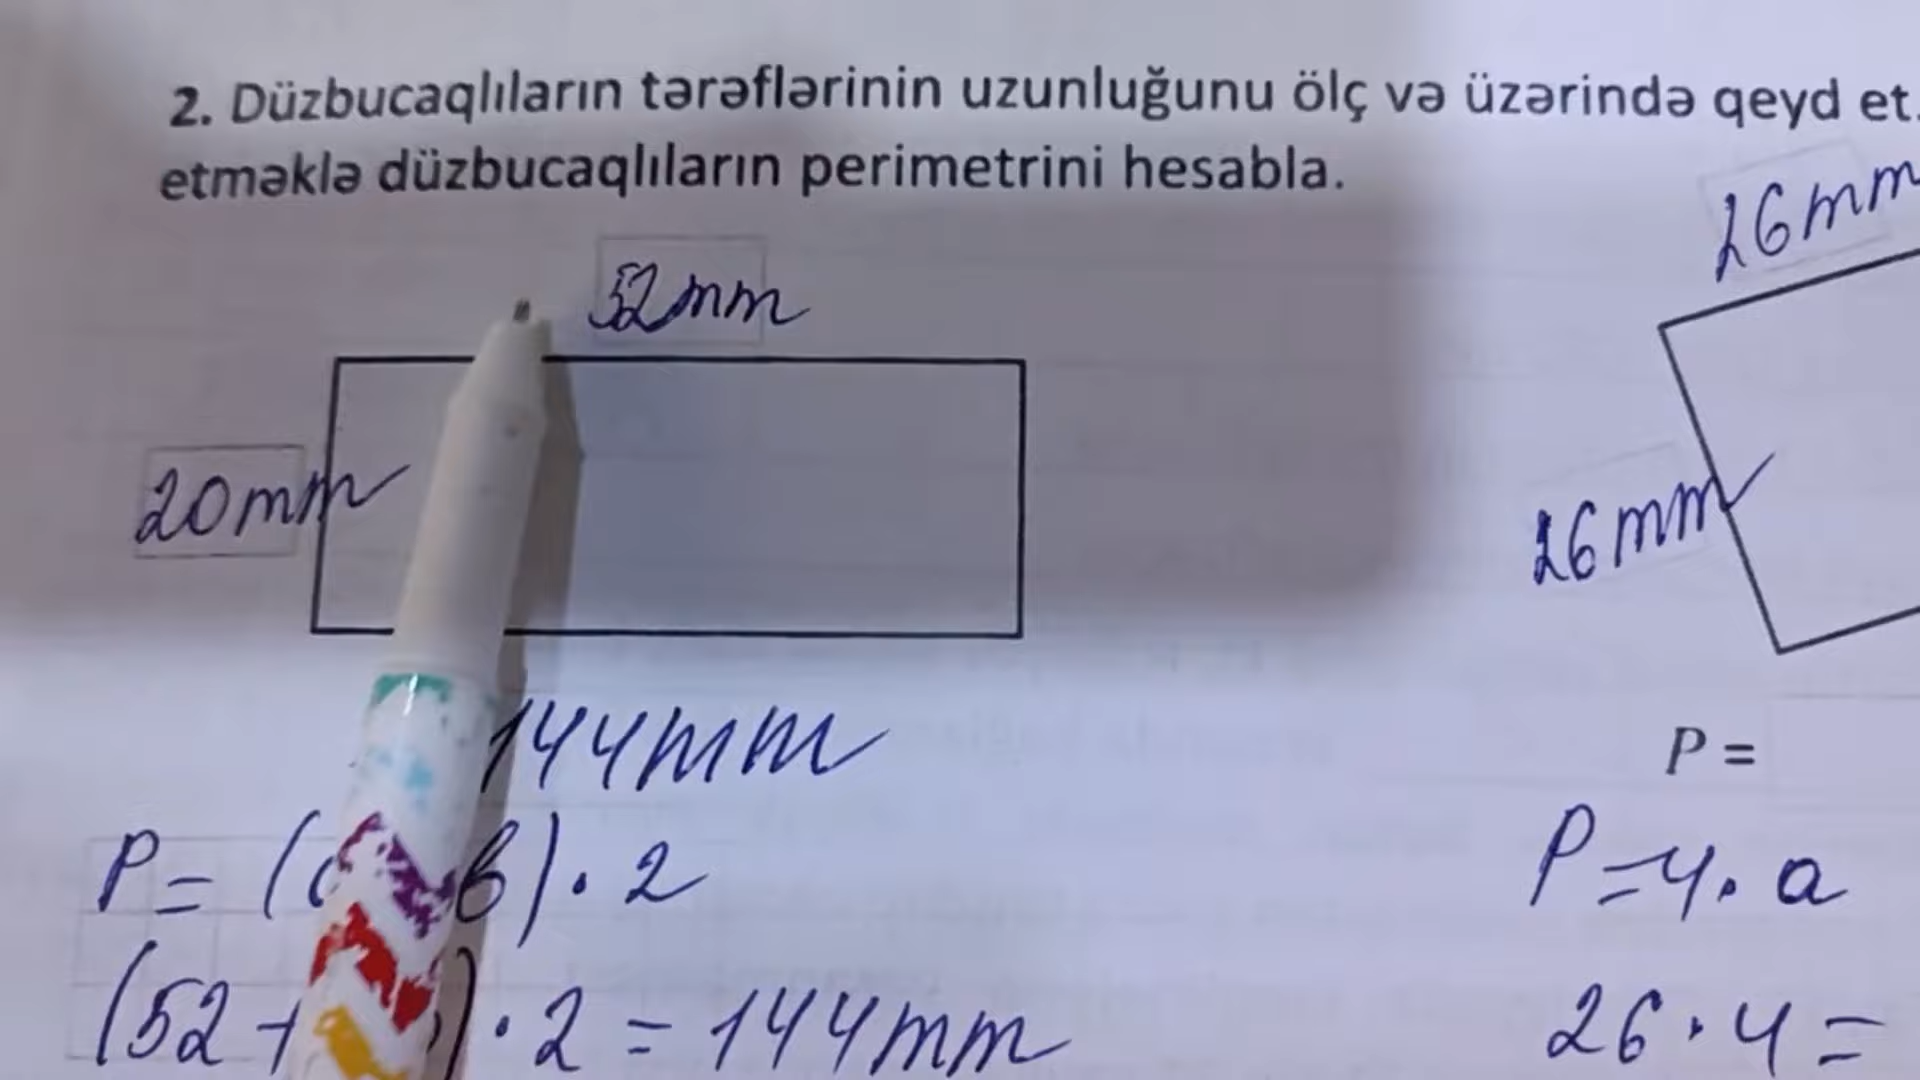 2. Düzbucaqlıların tərəflərinin uzunluğunu ölç və üzərində qeyd et.
etməklə düzbucaqlıların perimetrini hesabla.
52mm
20mm
144mm
P = ( б) · 2
(52 + ) · 2 = 144mm
26mm
26mm
P =
P = 4 · a
26 · 4 =